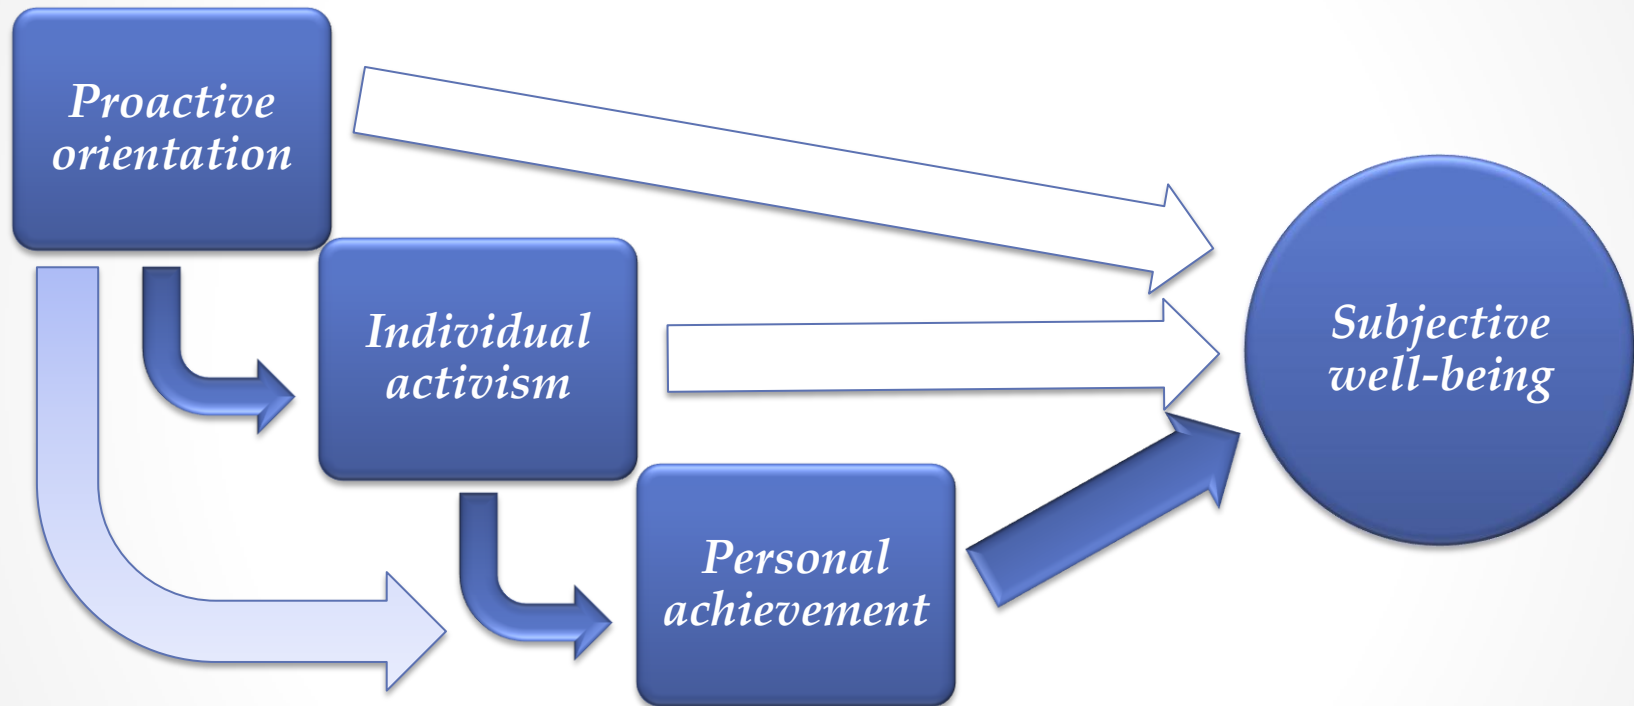 Proactive
orientation
Individual
activism
Personal
achievement
Subjective
well-being